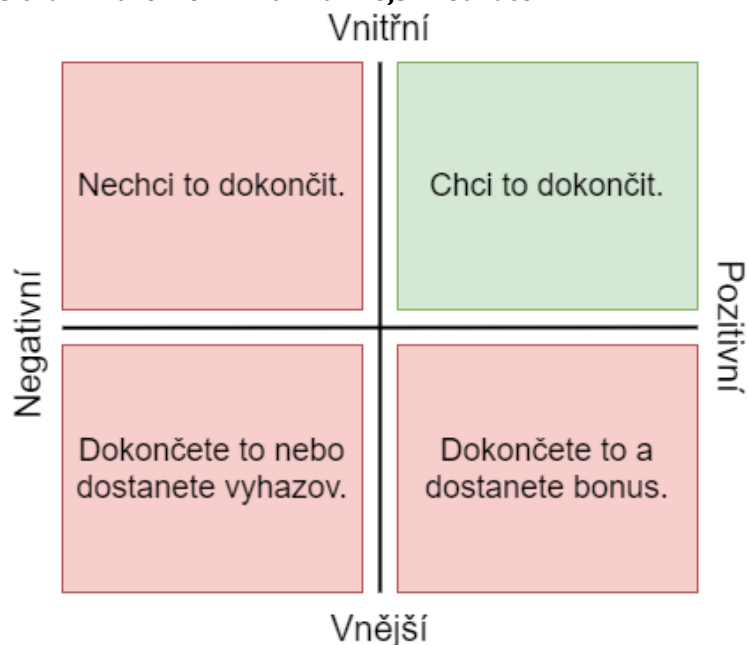 Vnitřní
Nechci to dokončit.
Chci to dokončit.
Negativní
Pozitivní
Dokončete to nebo
dostanete vyhazov.
Dokončete to a
dostanete bonus.
Vnější